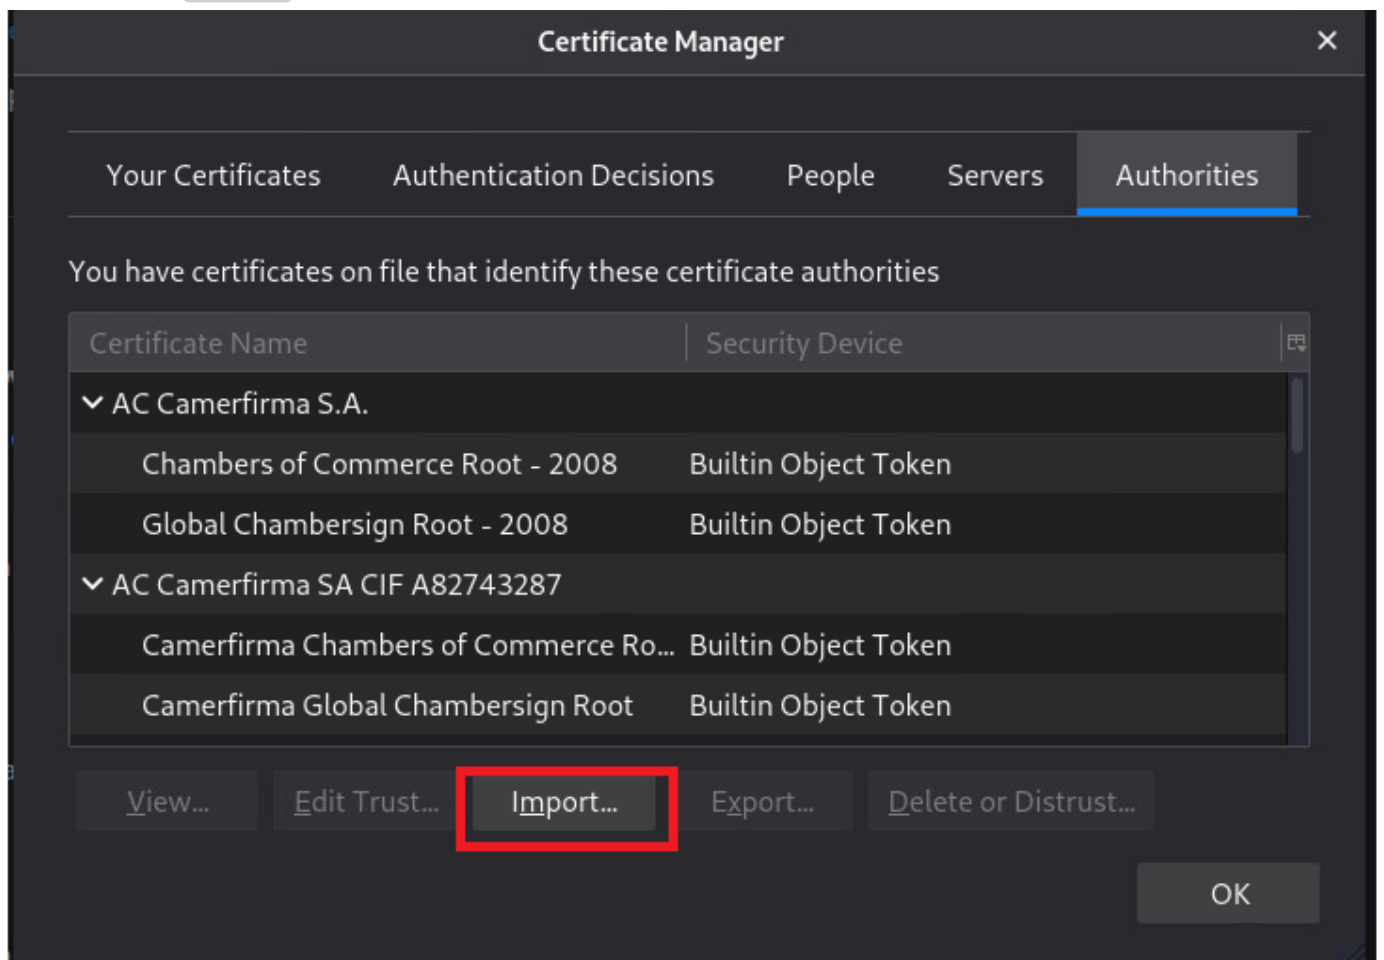 Certificate Manager
Your Certificates Authentication Decisions People Servers Authorities
You have certificates on file that identify these certificate authorities
Certificate Name Security Device
AC Camerfirma S.A.
Chambers of Commerce Root - 2008 Builtin Object Token
Global Chambersign Root - 2008 Builtin Object Token
AC Camerfirma SA CIF A82743287
Camerfirma Chambers of Commerce Ro... Builtin Object Token
Camerfirma Global Chambersign Root Builtin Object Token
View... Edit Trust... Import... Export... Delete or Distrust...
OK